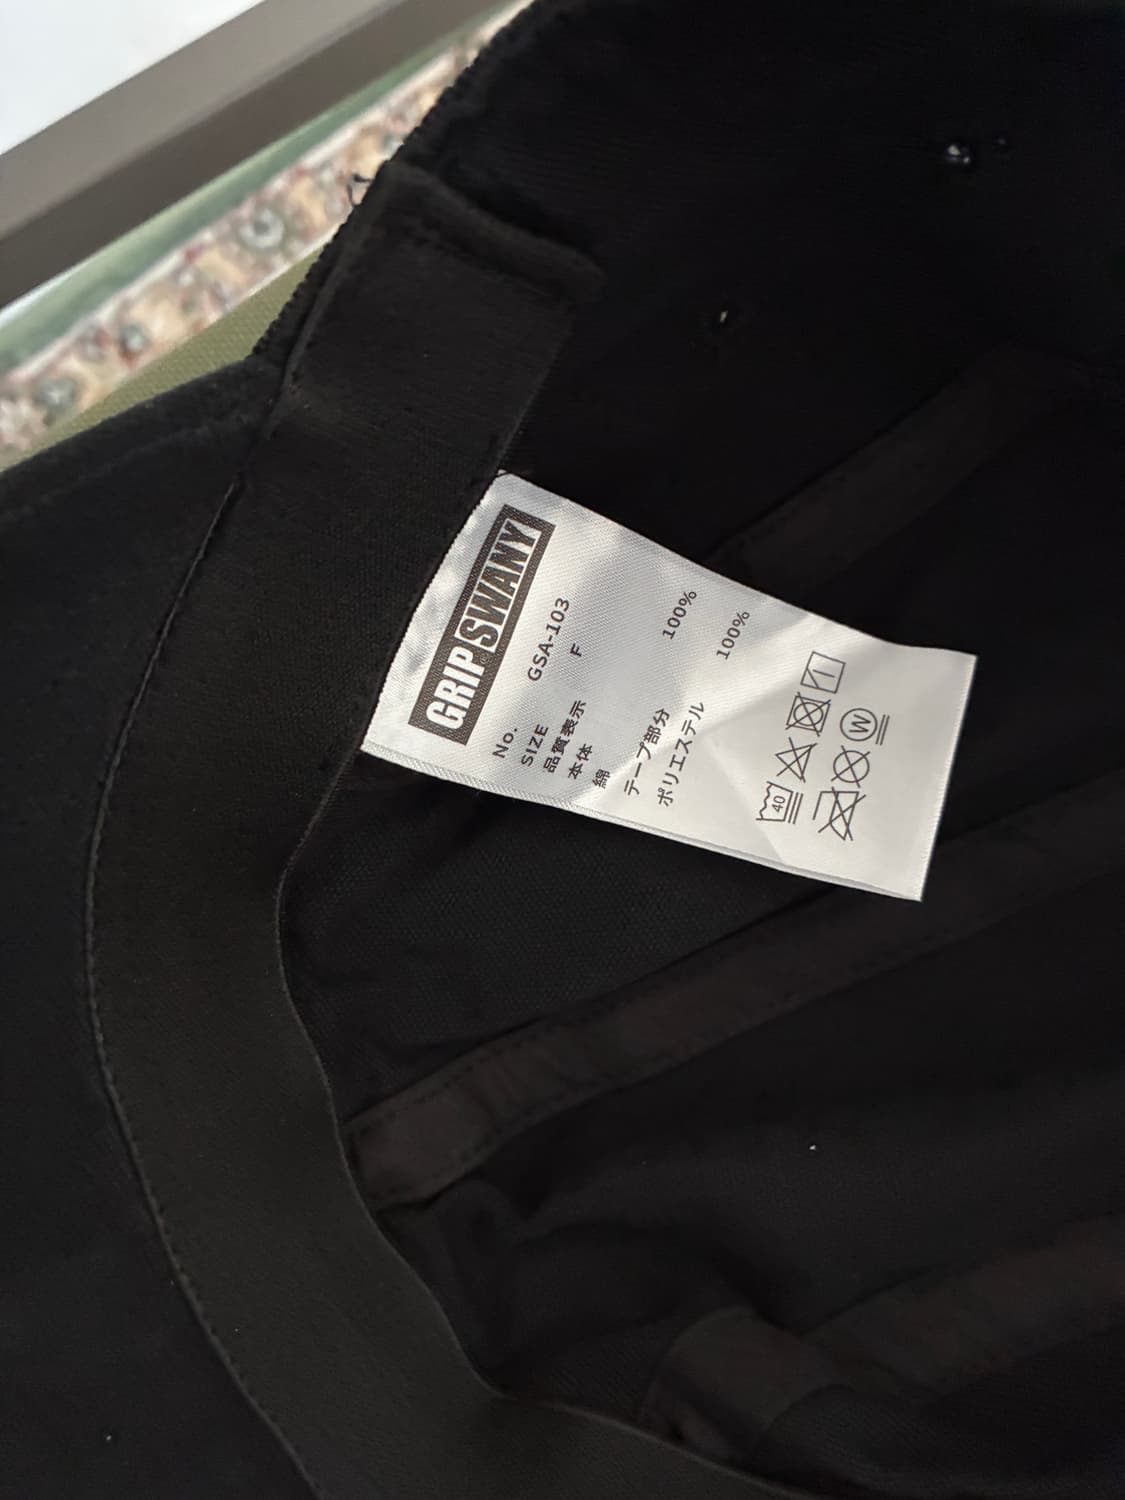 GRIP SWANY
No. GSA-103
SIZE F
品質表示
本体
綿 100%
テープ部分
ポリエステル 100%
40
W